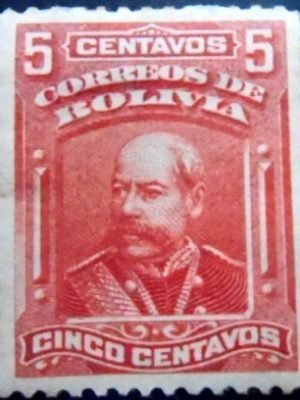 5 CENTAVOS 5
CORREOS DE
BOLIVIA
CINCO CENTAVOS